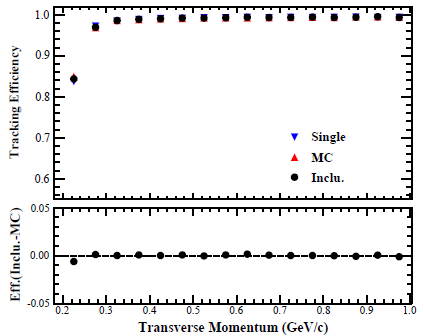 Tracking Efficiency
1.0
0.9
0.8
0.7
0.6
Single
MC
Inclu.
Eff.(Inclu.-MC)
0.05
0.00
-0.05
0.2 0.3 0.4 0.5 0.6 0.7 0.8 0.9 1.0
Transverse Momentum (GeV/c)